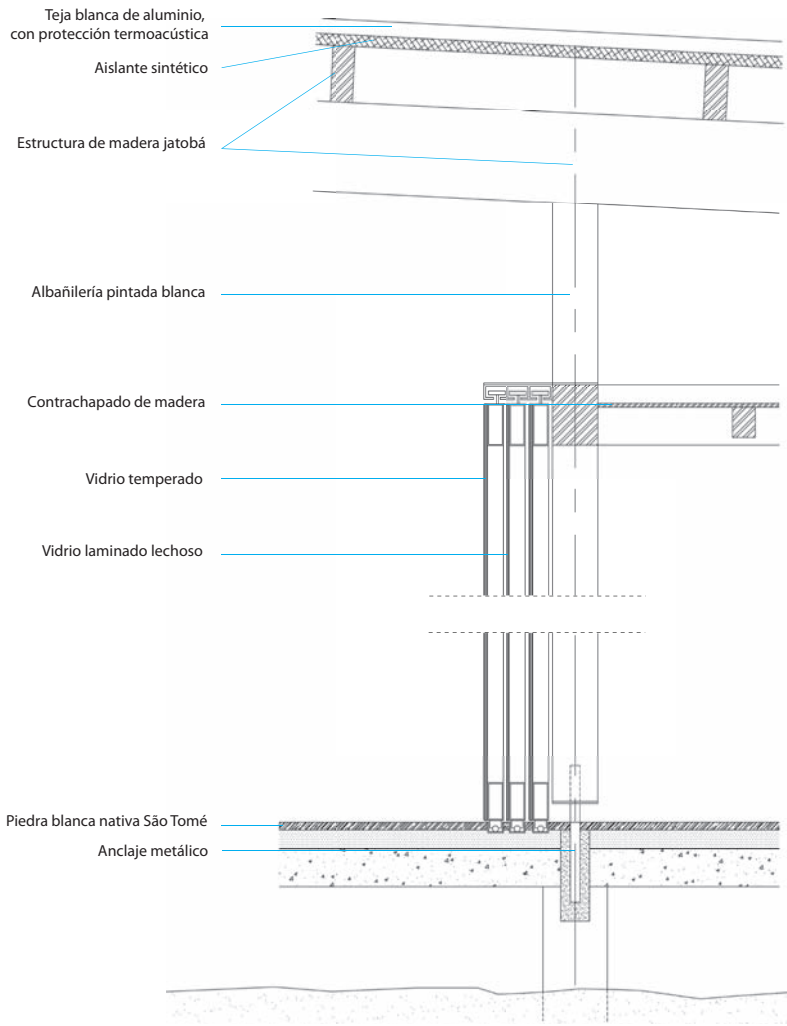 Teja blanca de aluminio,
con protección termoacústica
Aislante sintético
Estructura de madera jatobá
Albañilería pintada blanca
Contrachapado de madera
Vidrio temperado
Vidrio laminado lechoso
Piedra blanca nativa São Tomé
Anclaje metálico